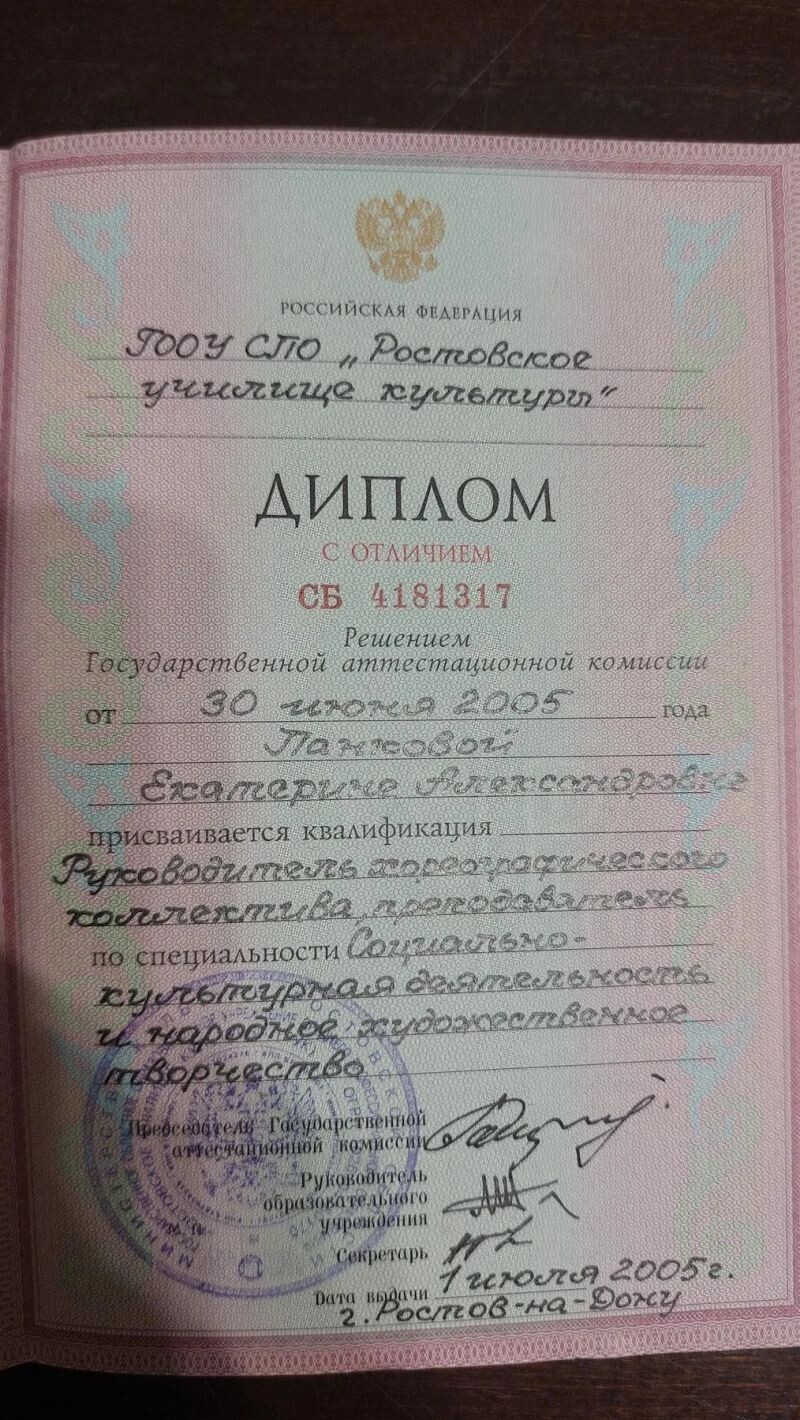 РОССИЙСКАЯ ФЕДЕРАЦИЯ
ГООУ СПО „Ростовское
училище культуры“
ДИПЛОМ
С ОТЛИЧИЕМ
СБ 4181317
Решением
Государственной аттестационной комиссии
от 30 июня 2005 года
Панковой
Екатерине Александровне
присваивается квалификация
Руководитель хореографического
коллектива, преподаватель
по специальности Социально-
культурная деятельность
и народное художественное
творчество
Председатель Государственной
аттестационной комиссии
Руководитель
образовательного
учреждения
Секретарь
Дата выдачи 1 июля 2005 г.
г. Ростов-на-Дону